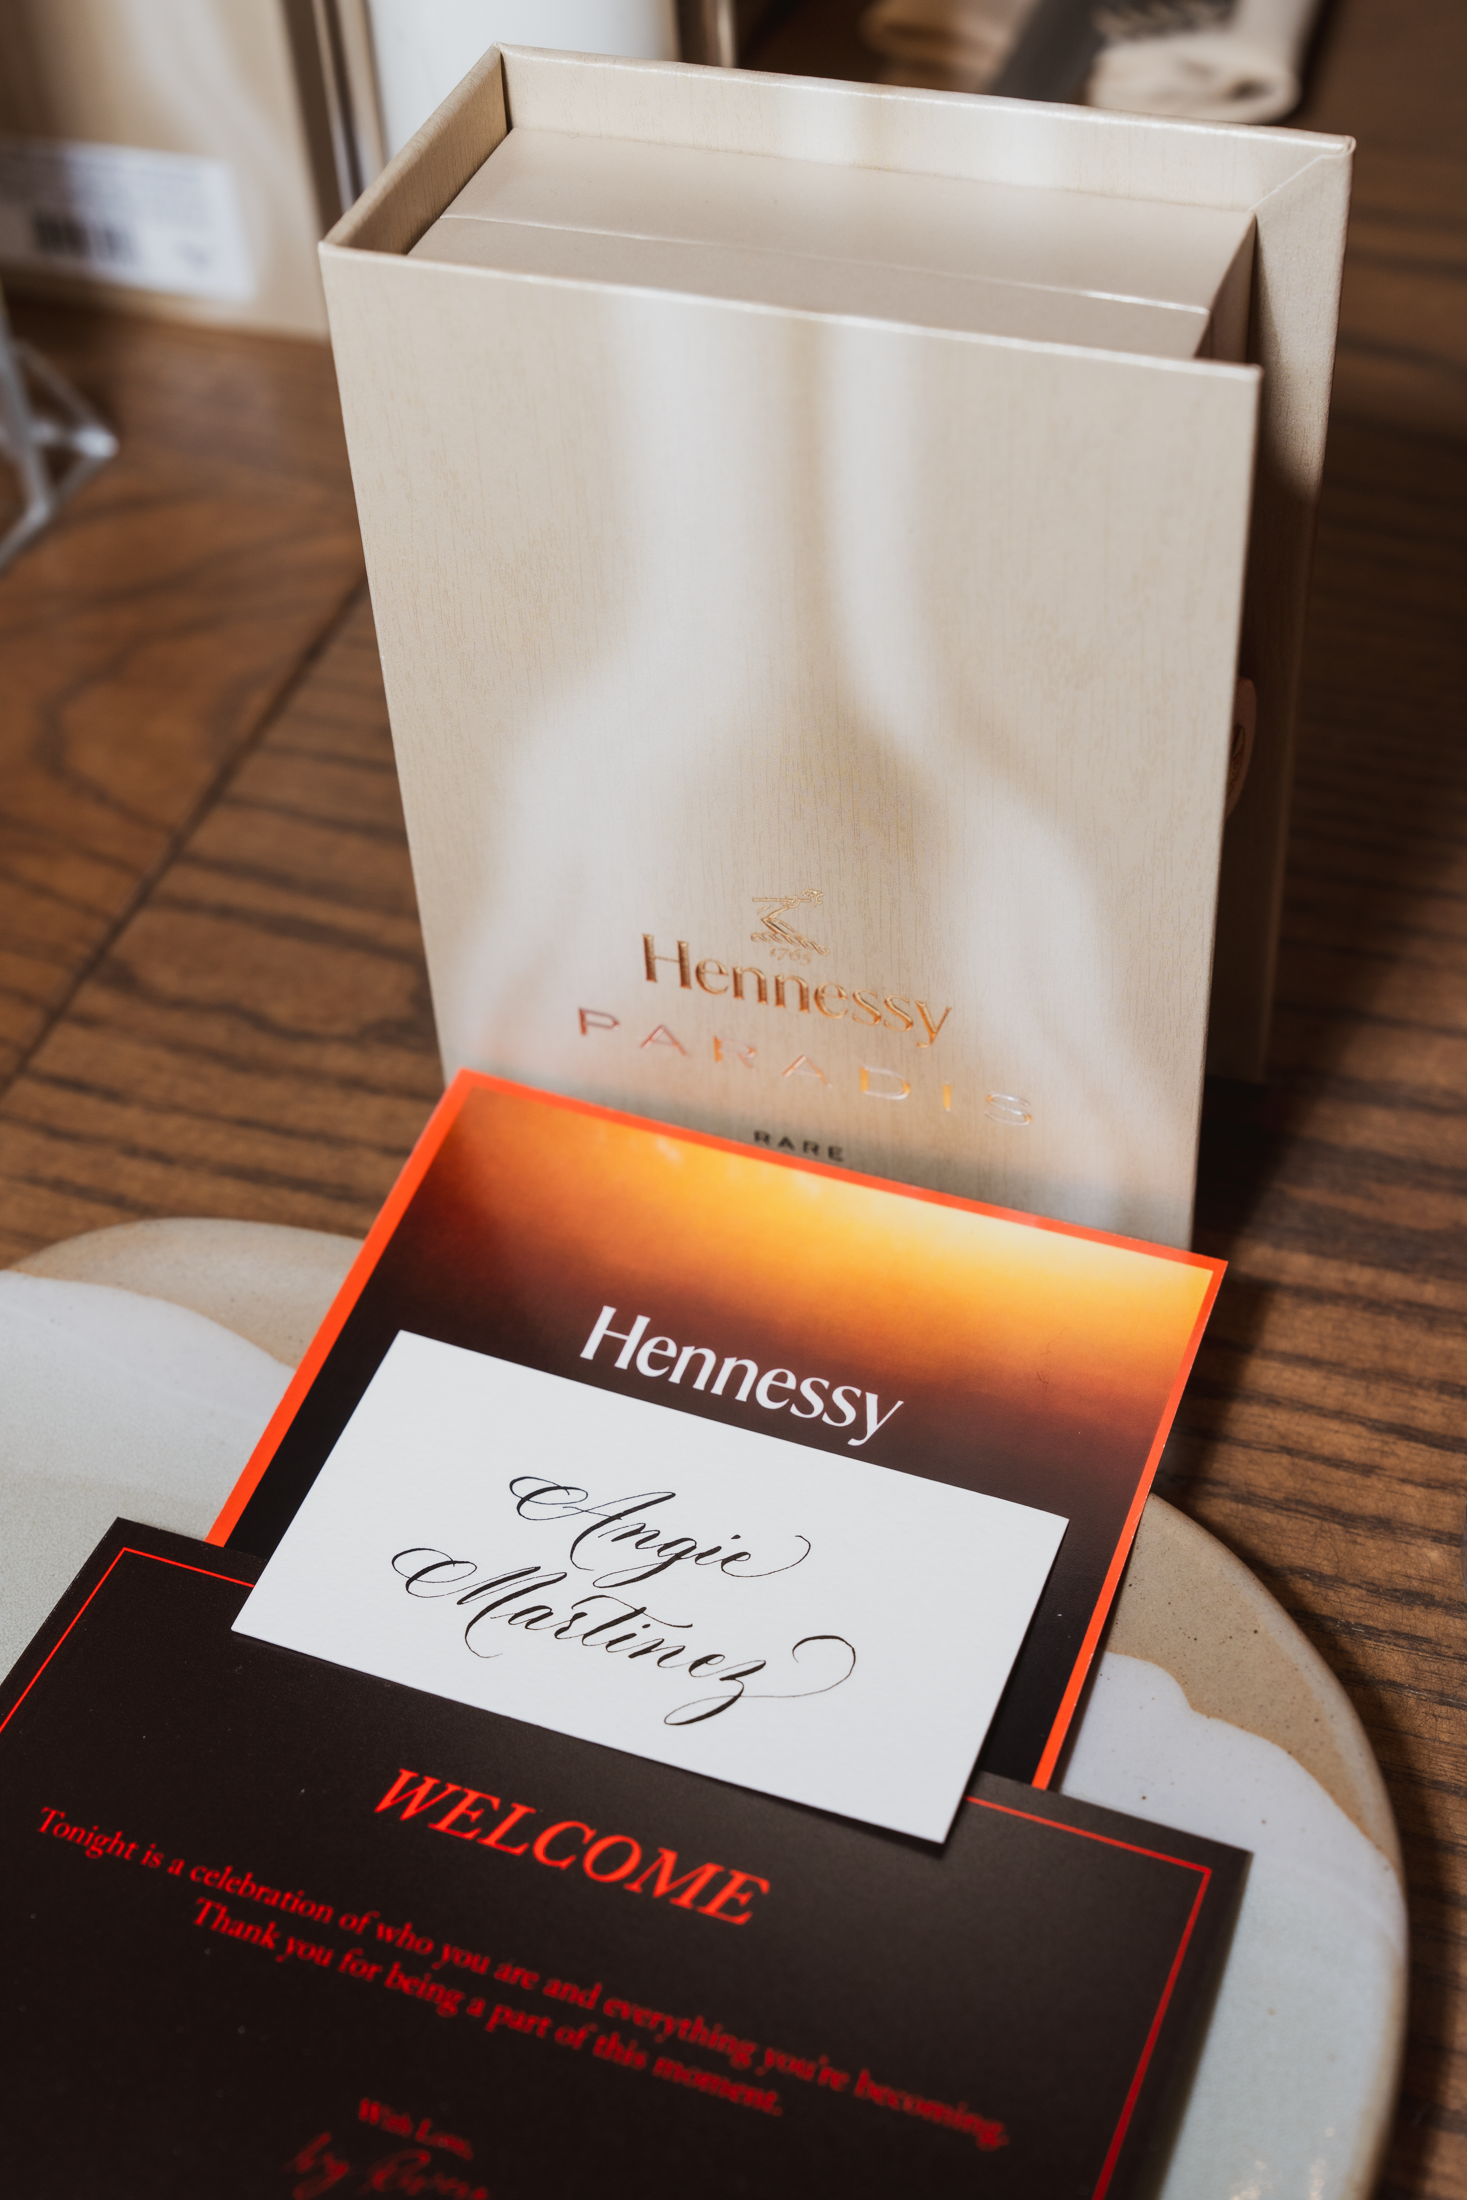 1765
Hennessy
PARADIS
RARE
Hennessy
Angie
Martinez
WELCOME
Tonight is a celebration of who you are and everything you're becoming.
Thank you for being a part of this moment.
With Love,